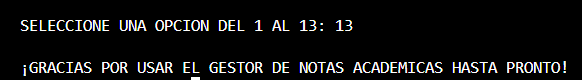 SELECCIONE UNA OPCION DEL 1 AL 13: 13
¡GRACIAS POR USAR EL GESTOR DE NOTAS ACADEMICAS HASTA PRONTO!